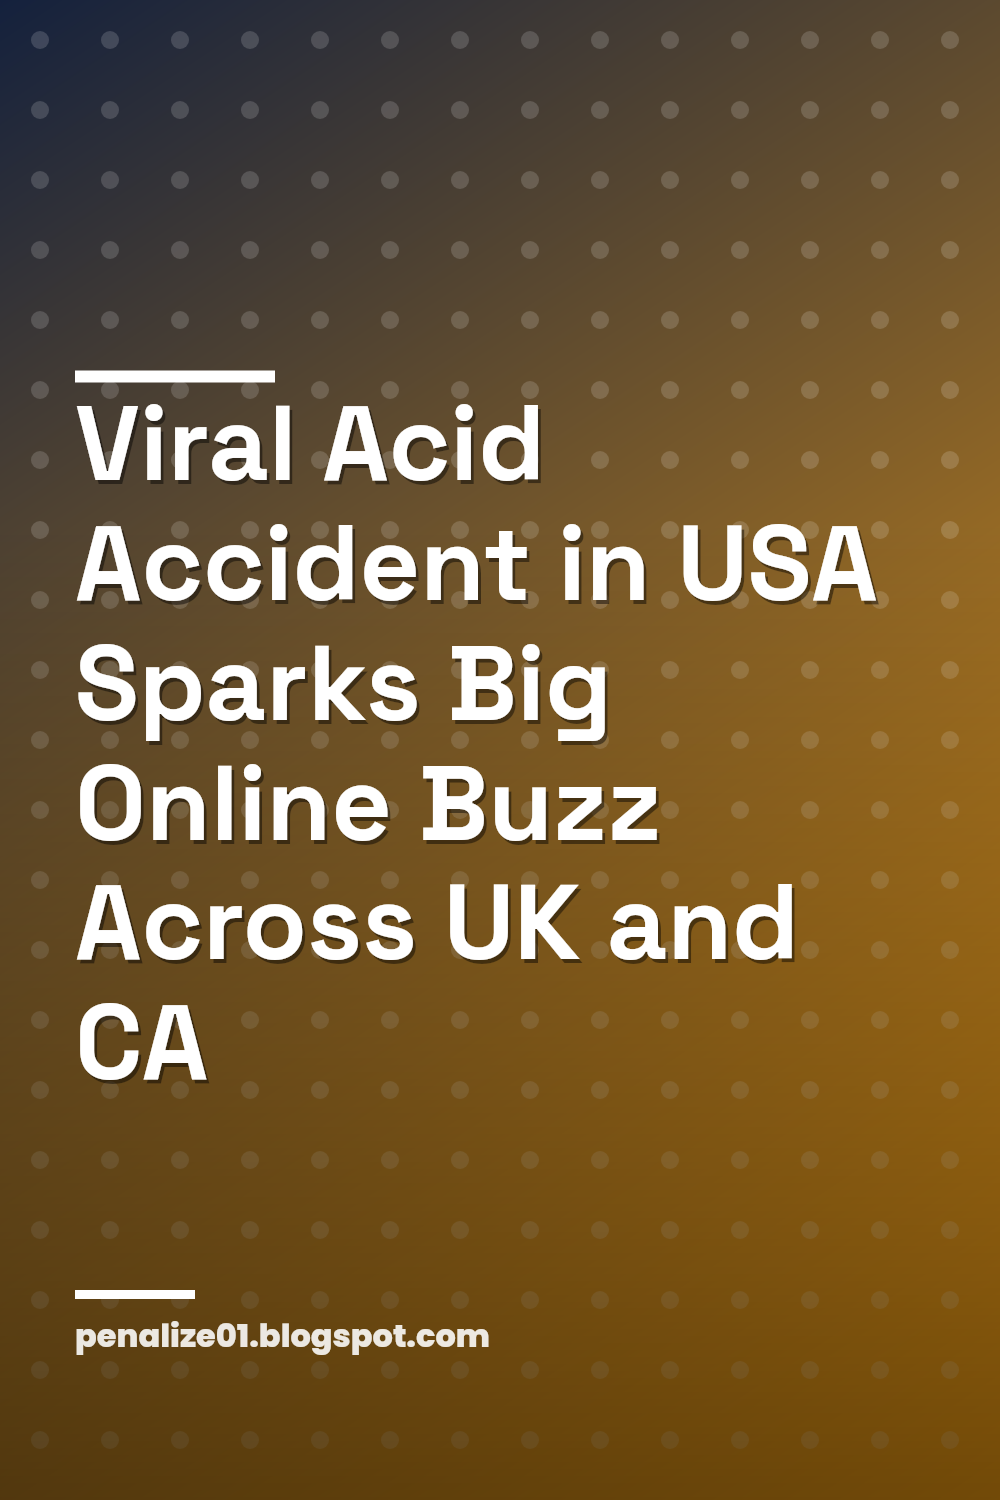 Viral Acid
Accident in USA
Sparks Big
Online Buzz
Across UK and
CA
penalize01.blogspot.com